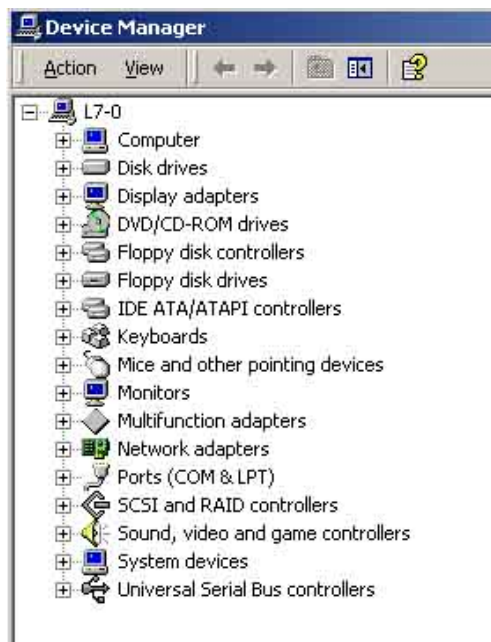 Device Manager
Action View
L7-0
Computer
Disk drives
Display adapters
DVD/CD-ROM drives
Floppy disk controllers
Floppy disk drives
IDE ATA/ATAPI controllers
Keyboards
Mice and other pointing devices
Monitors
Multifunction adapters
Network adapters
Ports (COM & LPT)
SCSI and RAID controllers
Sound, video and game controllers
System devices
Universal Serial Bus controllers